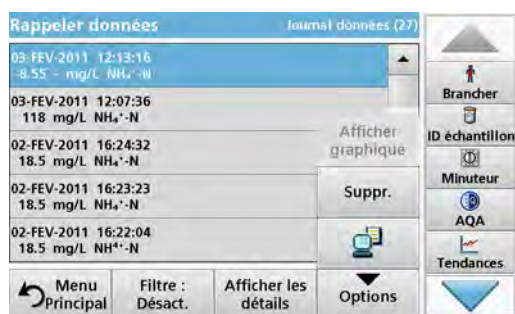 Rappeler données
Journal données (27)
03-FEV-2011 12:13:16
-8.55 - mg/L NH₄⁺-N
03-FEV-2011 12:07:36
118 mg/L NH₄⁺-N
02-FEV-2011 16:24:32
18.5 mg/L NH₄⁺-N
02-FEV-2011 16:23:23
18.5 mg/L NH₄⁺-N
02-FEV-2011 16:22:04
18.5 mg/L NH⁴⁺-N
Afficher
graphique
Suppr.
Menu
Principal
Filtre :
Désact.
Afficher les
détails
Options
Brancher
ID échantillon
Minuteur
AQA
Tendances